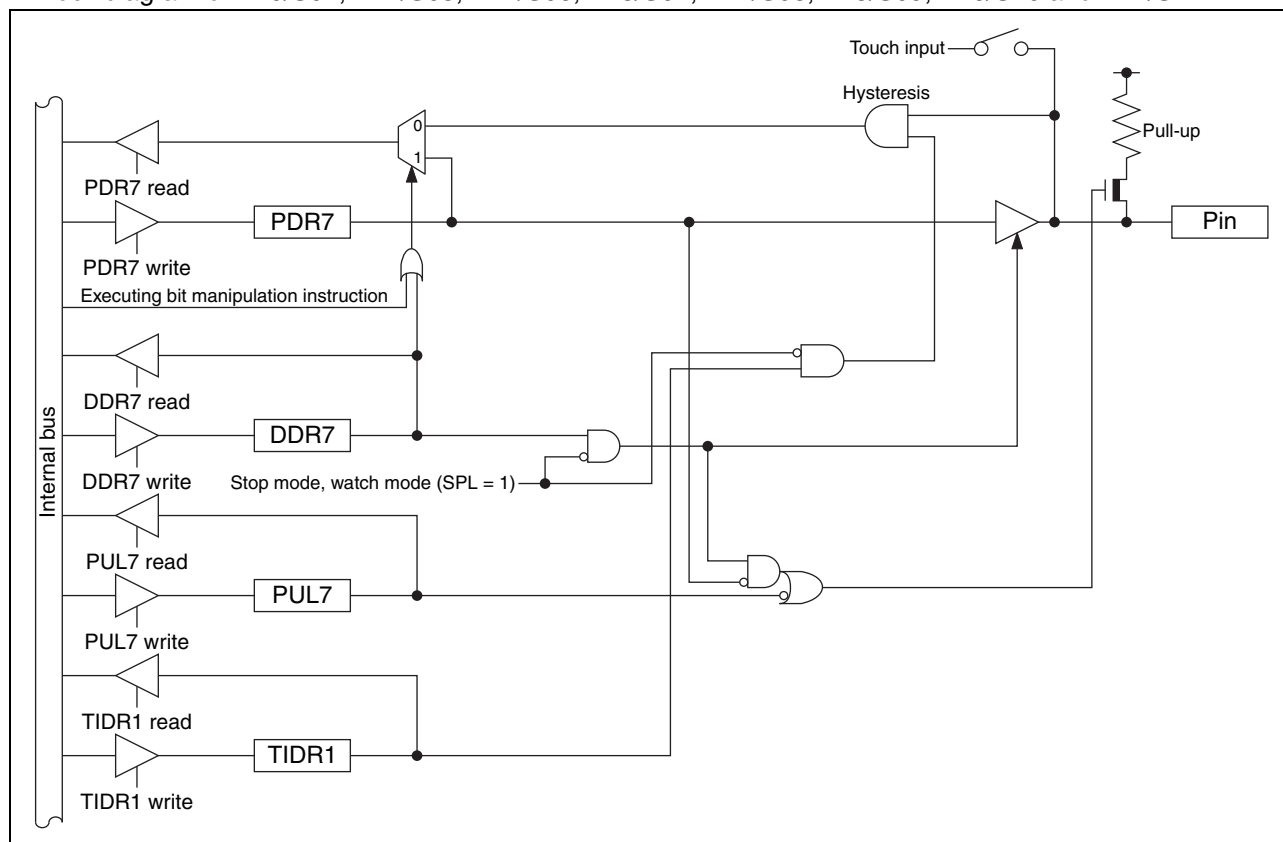 Touch input
Hysteresis
0
1
Pull-up
PDR7 read
PDR7
Pin
PDR7 write
Executing bit manipulation instruction
DDR7 read
DDR7
DDR7 write
Stop mode, watch mode (SPL = 1)
Internal bus
PUL7 read
PUL7
PUL7 write
TIDR1 read
TIDR1
TIDR1 write